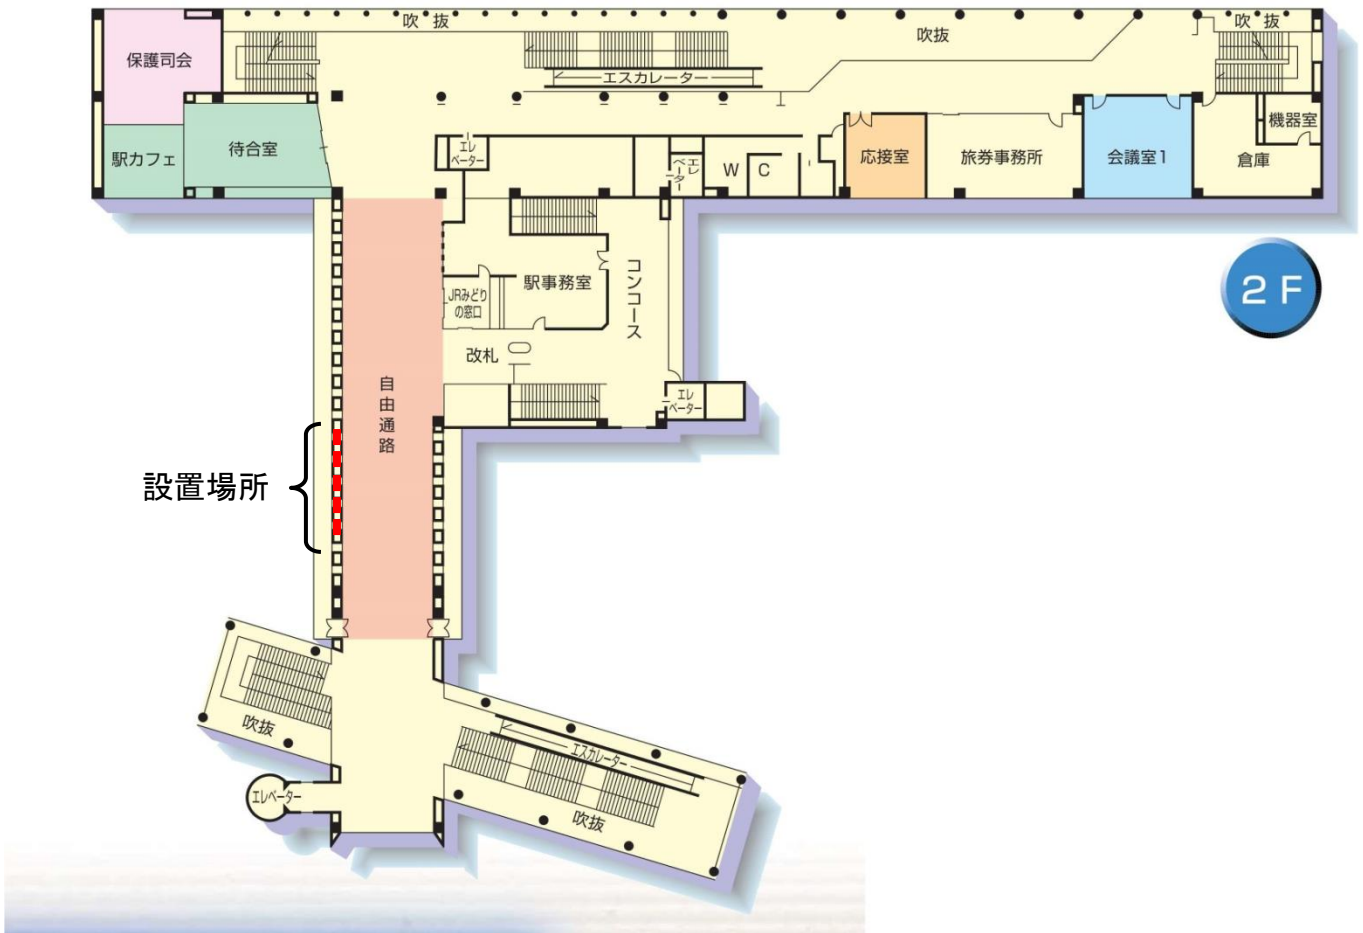 吹抜
吹抜
吹抜
保護司会
エスカレーター
機器室
駅カフェ
待合室
エレ
ベーター
エレ
ベーター
W C
応接室
旅券事務所
会議室1
倉庫
2F
コンコース
駅事務室
JRみどり
の窓口
改札
自由通路
エレ
ベーター
設置場所
吹抜
エスカレーター
エレベーター
吹抜